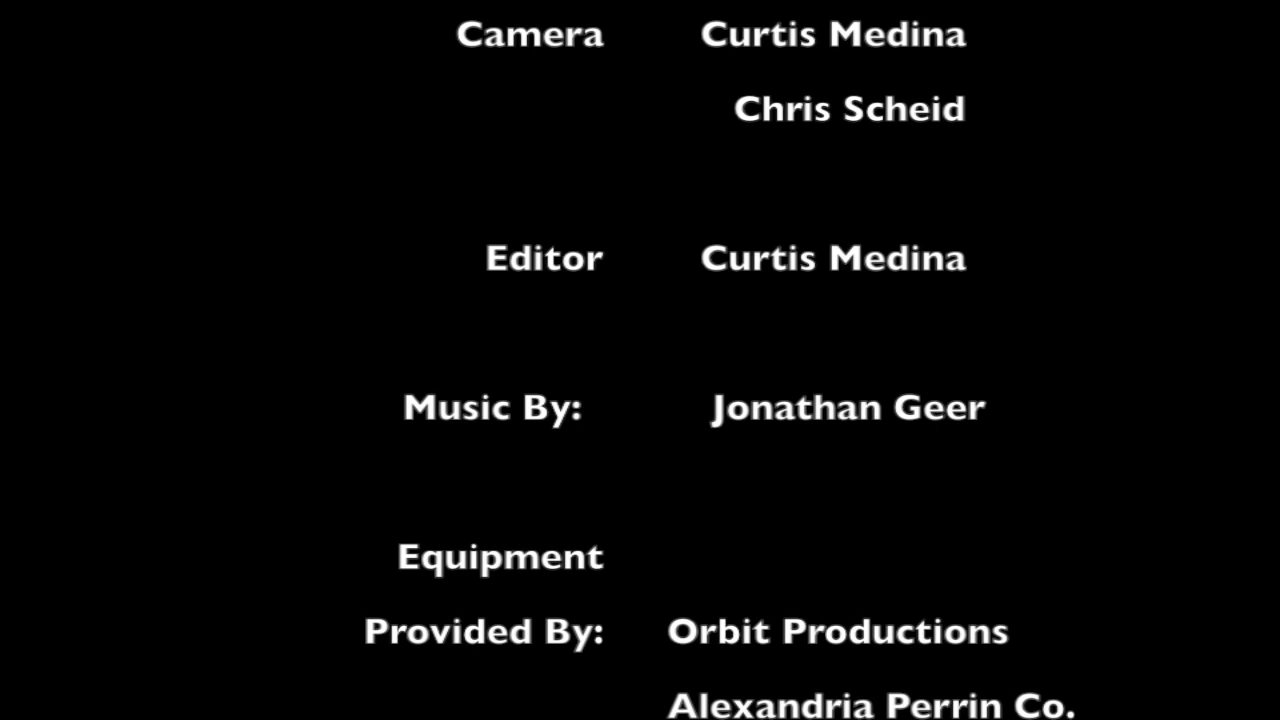 Camera Curtis Medina
Chris Scheid
Editor Curtis Medina
Music By: Jonathan Geer
Equipment
Provided By: Orbit Productions
Alexandria Perrin Co.